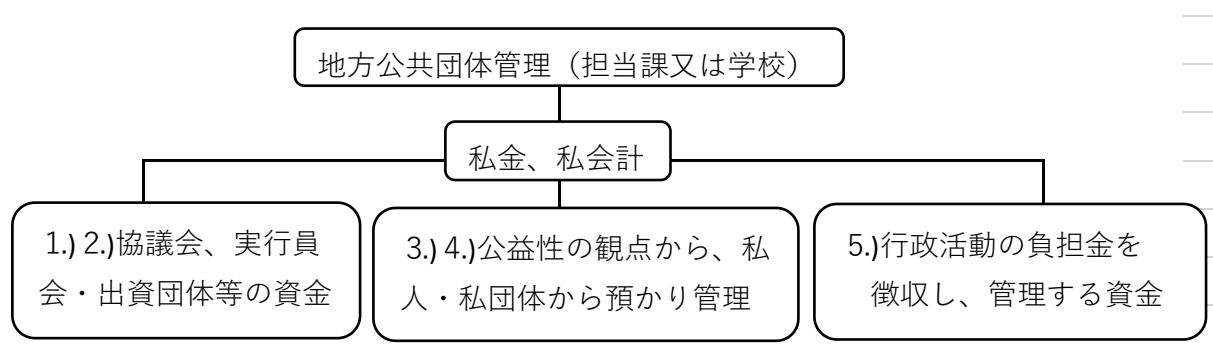 地方公共団体管理（担当課又は学校）
私金、私会計
1.) 2.)協議会、実行員
会・出資団体等の資金
3.) 4.)公益性の観点から、私
人・私団体から預かり管理
5.)行政活動の負担金を
徴収し、管理する資金